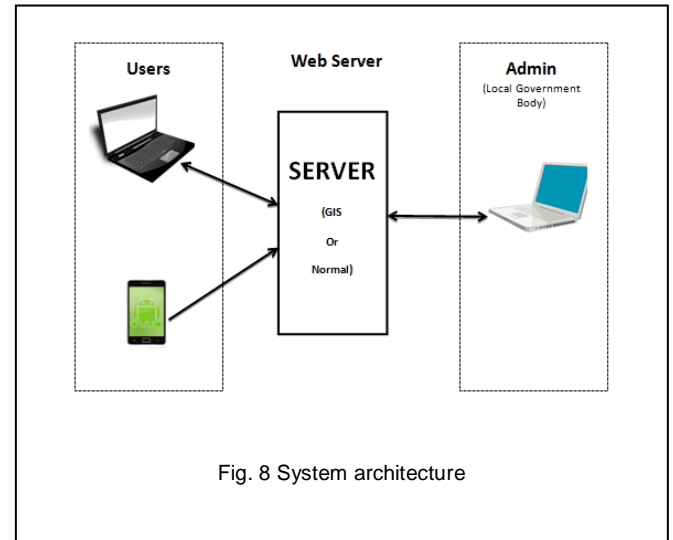 Users
Web Server
Admin
(Local Government
Body)
SERVER
(GIS
Or
Normal)
Fig. 8 System architecture